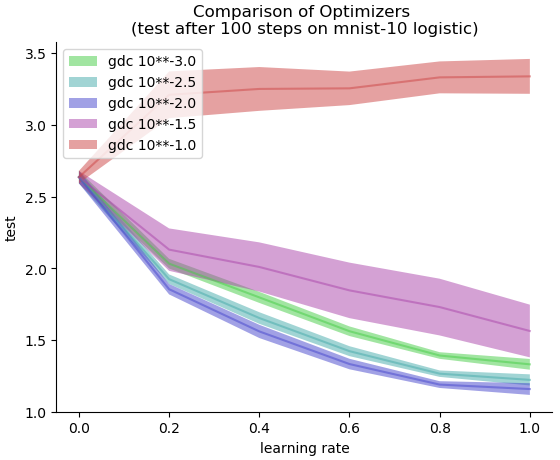 Comparison of Optimizers
(test after 100 steps on mnist-10 logistic)
3.5
3.0
2.5
2.0
1.5
1.0
test
gdc 10**-3.0
gdc 10**-2.5
gdc 10**-2.0
gdc 10**-1.5
gdc 10**-1.0
0.0 0.2 0.4 0.6 0.8 1.0
learning rate